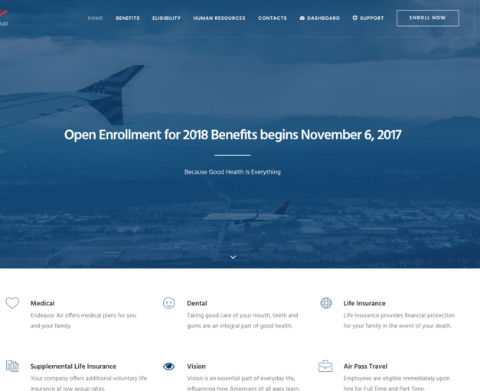 HOME BENEFITS ELIGIBILITY HUMAN RESOURCES CONTACTS DASHBOARD SUPPORT ENROLL NOW
Open Enrollment for 2018 Benefits begins November 6, 2017
Because Good Health Is Everything
Medical
Endeavor Air offers medical plans for you
and your family.
Dental
Taking good care of your mouth, teeth and
gums are an integral part of good health.
Life Insurance
Life insurance provides financial protection
for your family in the event of your death.
Supplemental Life Insurance
Your company offers additional voluntary life
insurance at low group rates.
Vision
Vision is an essential part of everyday life,
influencing how Americans of all ages learn,
Air Pass Travel
Employees are eligible immediately upon
hire for Full Time and Part Time.